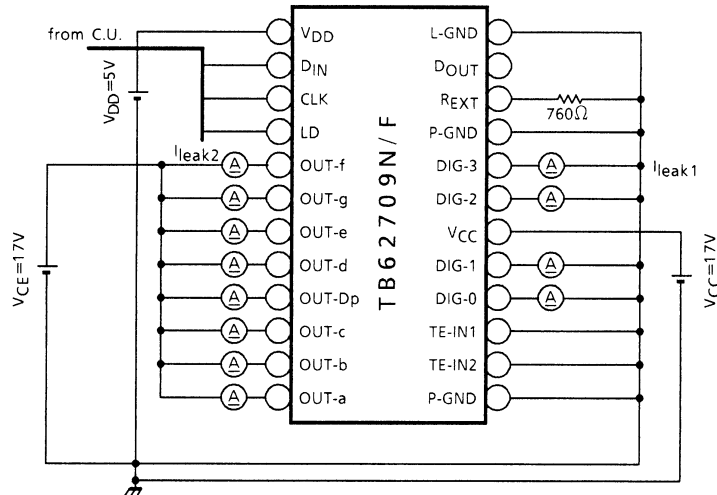 from C.U.
VDD=5V
VCE=17V
Ileak2
VDD
DIN
CLK
LD
OUT-f
OUT-g
OUT-e
OUT-d
OUT-Dp
OUT-c
OUT-b
OUT-a
A
A
A
A
A
A
A
A
TB62709N/F
L-GND
DOUT
REXT
P-GND
DIG-3
DIG-2
VCC
DIG-1
DIG-0
TE-IN1
TE-IN2
P-GND
760Ω
A
A
A
A
Ileak1
VCC=17V